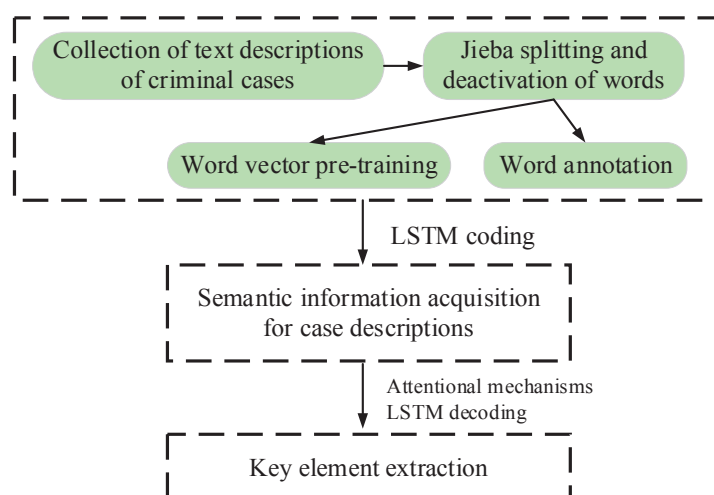 Collection of text descriptions
of criminal cases
Jieba splitting and
deactivation of words
Word vector pre-training
Word annotation
LSTM coding
Semantic information acquisition
for case descriptions
Attentional mechanisms
LSTM decoding
Key element extraction